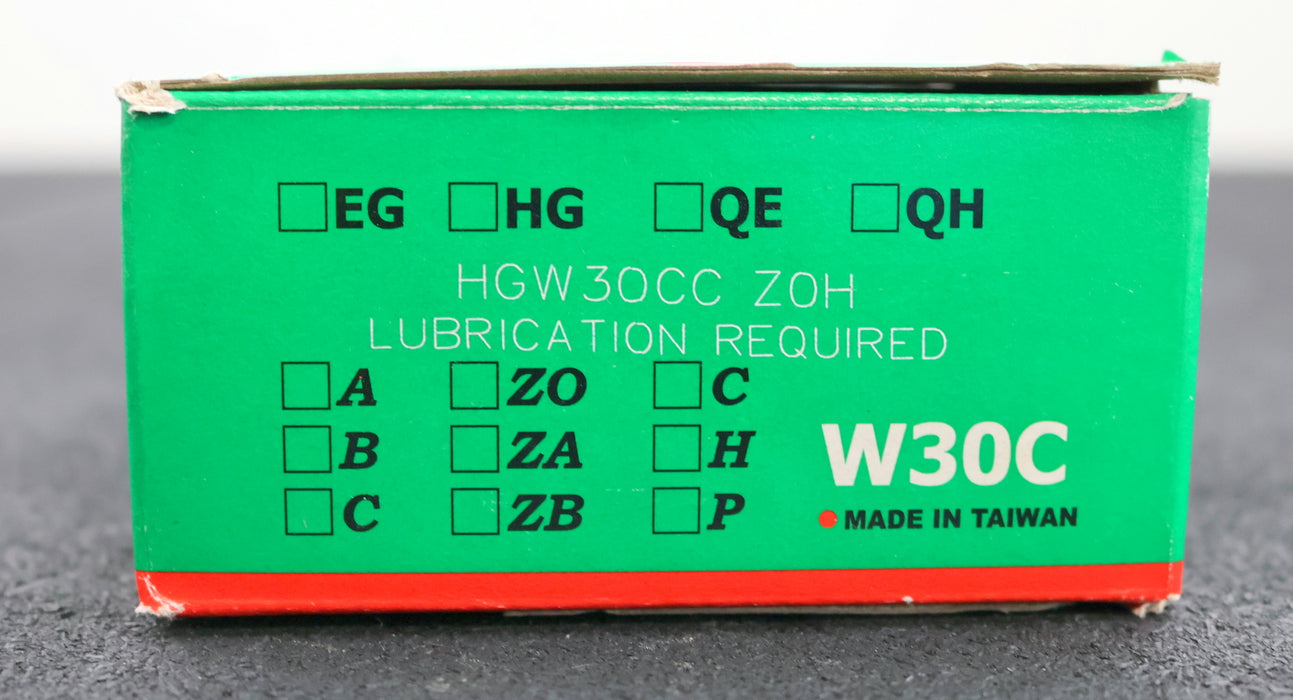 ☐EG ☐HG ☐QE ☐QH
HGW30CC ZOH
LUBRICATION REQUIRED
☐A ☐ZO ☐C
☐B ☐ZA ☐H
☐C ☐ZB ☐P
W30C
MADE IN TAIWAN